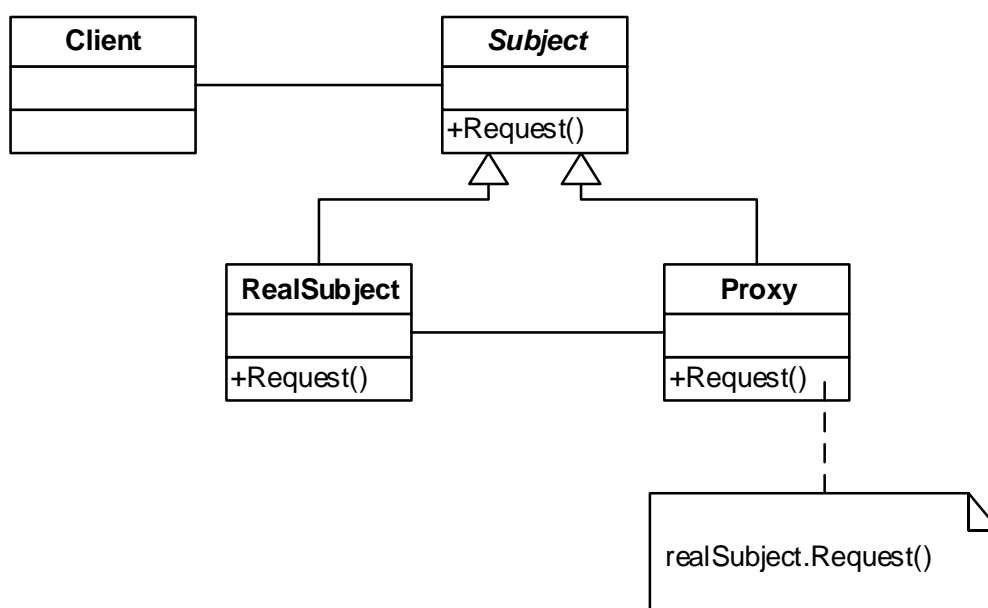 Client
Subject
+Request()
RealSubject
+Request()
Proxy
+Request()
realSubject.Request()